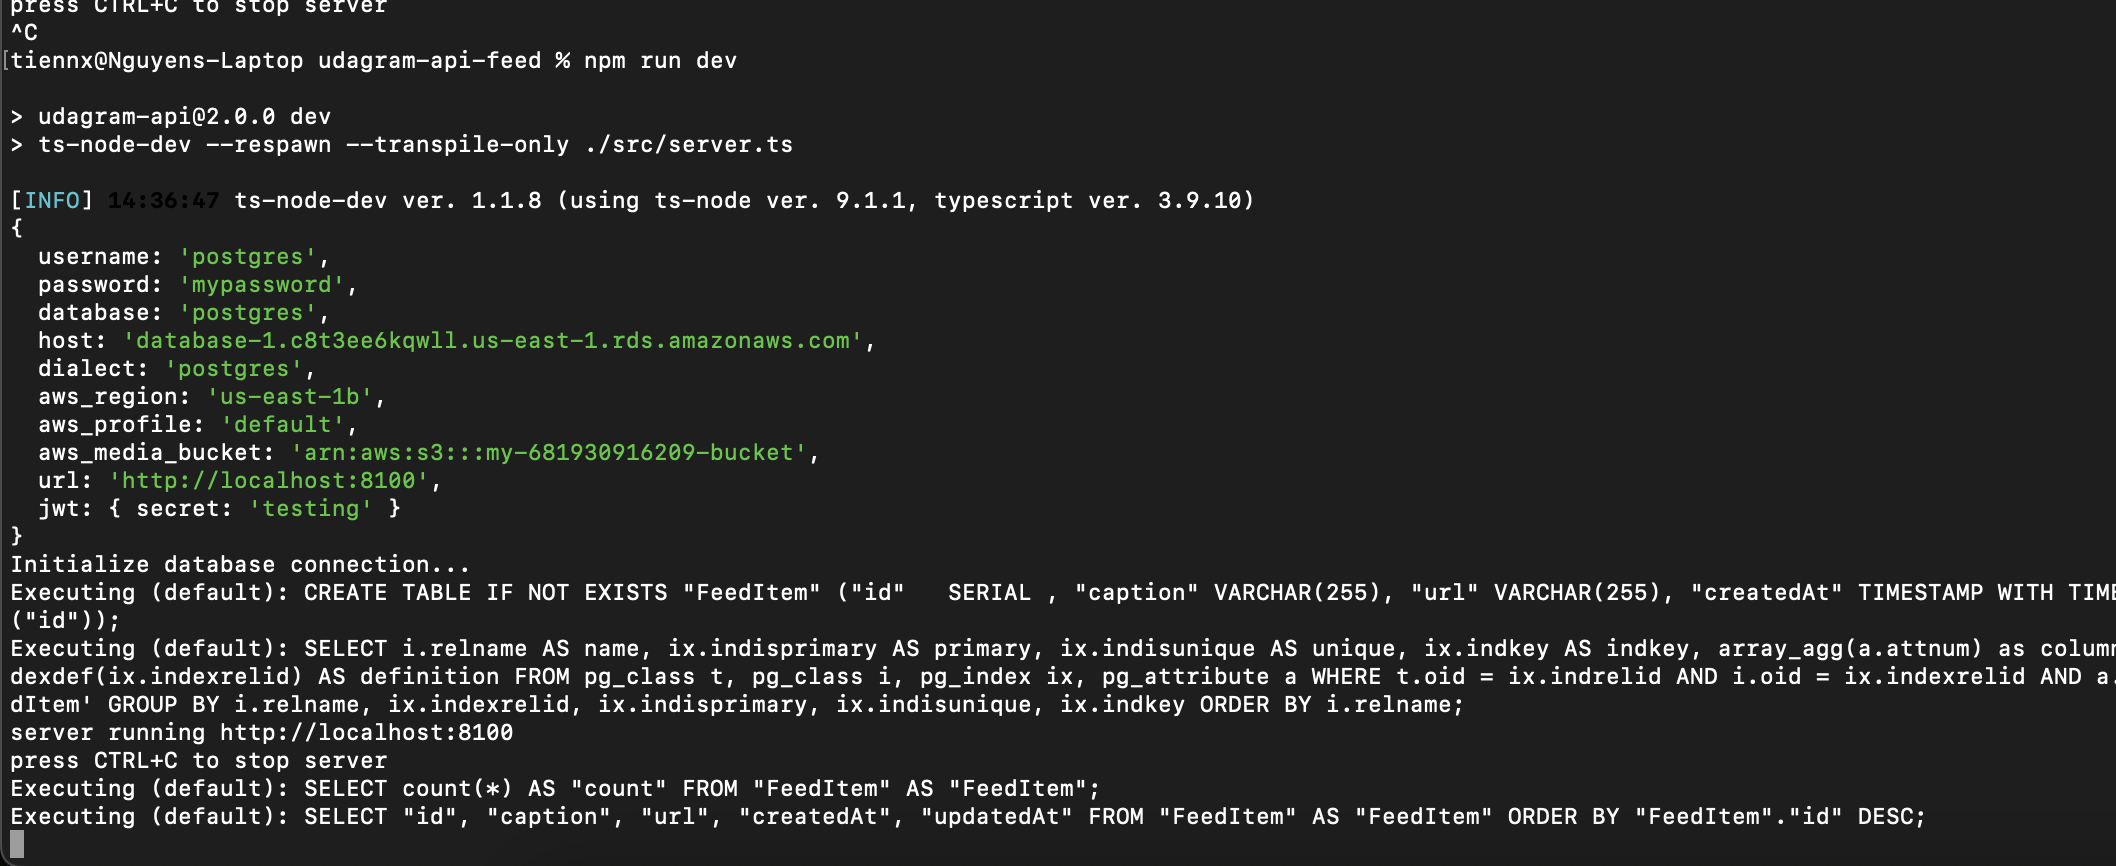 press CTRL+C to stop server
^C
[tiennx@Nguyens-Laptop udagram-api-feed % npm run dev
> udagram-api@2.0.0 dev
> ts-node-dev --respawn --transpile-only ./src/server.ts
[INFO] 14:36:47 ts-node-dev ver. 1.1.8 (using ts-node ver. 9.1.1, typescript ver. 3.9.10)
{
  username: 'postgres',
  password: 'mypassword',
  database: 'postgres',
  host: 'database-1.c8t3ee6kqwll.us-east-1.rds.amazonaws.com',
  dialect: 'postgres',
  aws_region: 'us-east-1b',
  aws_profile: 'default',
  aws_media_bucket: 'arn:aws:s3:::my-681930916209-bucket',
  url: 'http://localhost:8100',
  jwt: { secret: 'testing' }
}
Initialize database connection...
Executing (default): CREATE TABLE IF NOT EXISTS "FeedItem" ("id"   SERIAL , "caption" VARCHAR(255), "url" VARCHAR(255), "createdAt" TIMESTAMP WITH TIME
("id"));
Executing (default): SELECT i.relname AS name, ix.indisprimary AS primary, ix.indisunique AS unique, ix.indkey AS indkey, array_agg(a.attnum) as column
dexdef(ix.indexrelid) AS definition FROM pg_class t, pg_class i, pg_index ix, pg_attribute a WHERE t.oid = ix.indrelid AND i.oid = ix.indexrelid AND a.
dItem' GROUP BY i.relname, ix.indexrelid, ix.indisprimary, ix.indisunique, ix.indkey ORDER BY i.relname;
server running http://localhost:8100
press CTRL+C to stop server
Executing (default): SELECT count(*) AS "count" FROM "FeedItem" AS "FeedItem";
Executing (default): SELECT "id", "caption", "url", "createdAt", "updatedAt" FROM "FeedItem" AS "FeedItem" ORDER BY "FeedItem"."id" DESC;